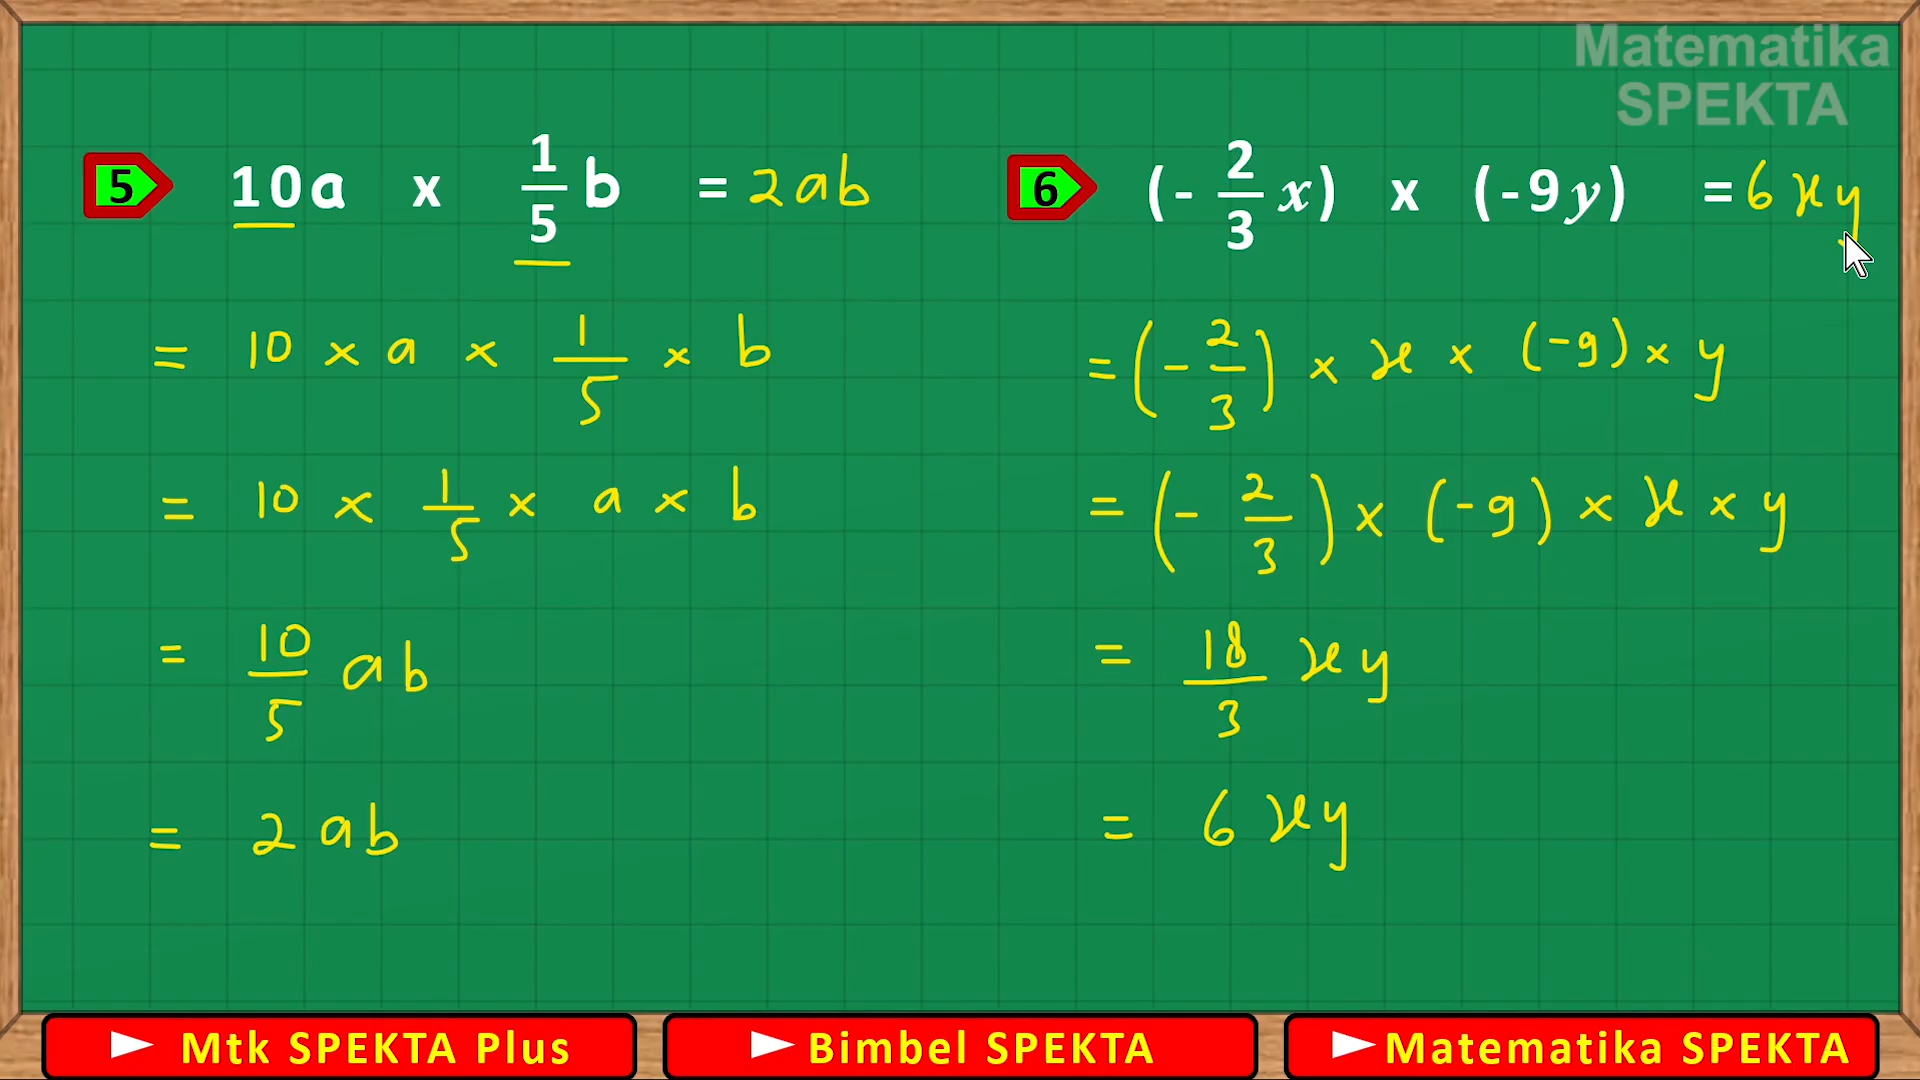 Matematika
SPEKTA
5 10a x 1/5 b = 2ab
= 10 × a × 1/5 × b
= 10 × 1/5 × a × b
= 10/5 ab
= 2ab
6 (- 2/3 x) x (-9y) = 6xy
= (- 2/3) × x × (-9) × y
= (- 2/3) × (-9) × x × y
= 18/3 xy
= 6xy
Mtk SPEKTA Plus
Bimbel SPEKTA
Matematika SPEKTA